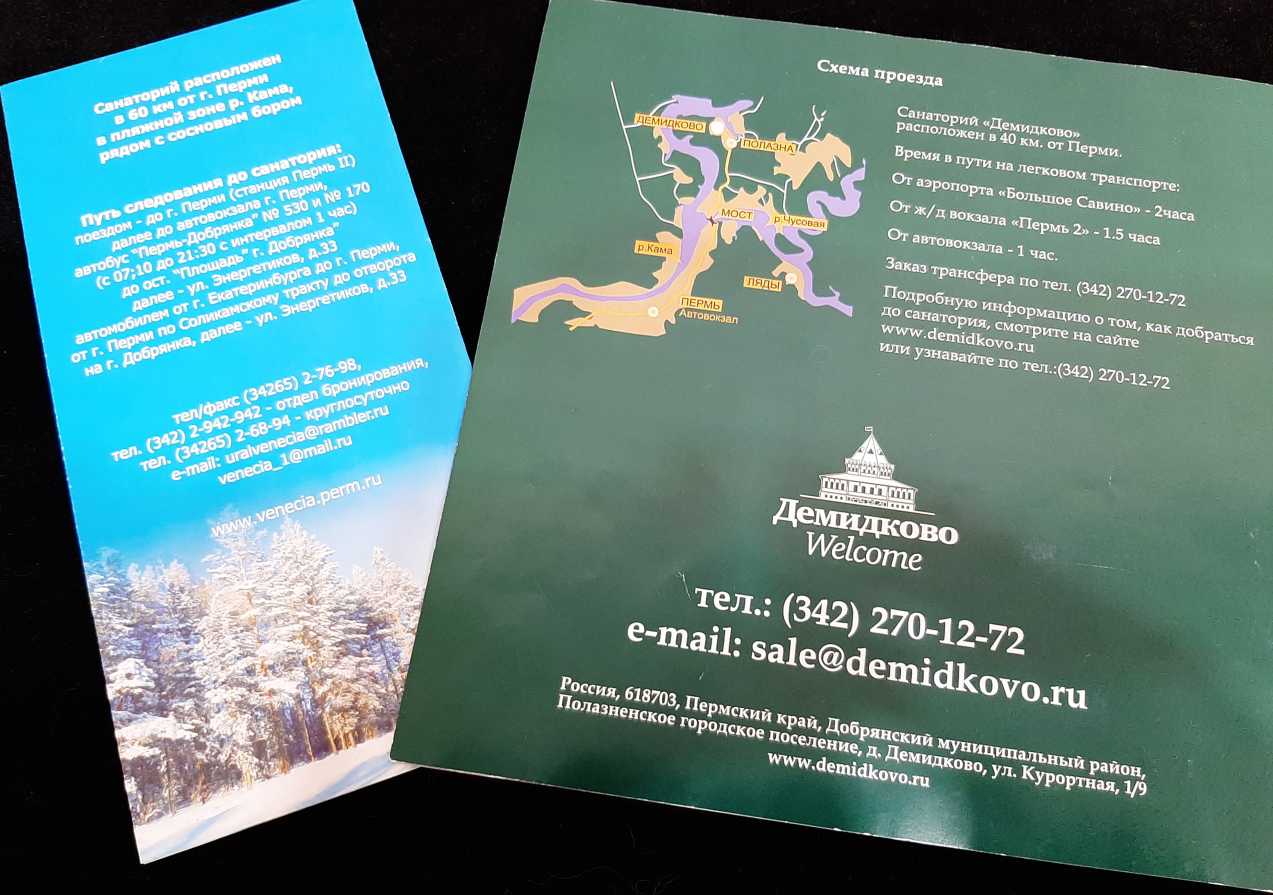 Санаторий расположен
в 60 км от г. Перми
в пляжной зоне р. Кама,
рядом с сосновым бором
Путь следования до санатория:
поездом - до г. Перми (станция Пермь II)
далее до автовокзала г. Перми,
автобус "Пермь-Добрянка" № 530 и № 170
(с 07;10 до 21:30 с интервалом 1 час)
до ост. "Площадь" г. Добрянка"
далее - ул. Энергетиков, д.33
автомобилем от г. Екатеринбурга до г. Перми,
от г. Перми по Соликамскому тракту до отворота
на г. Добрянка, далее - ул. Энергетиков, д.33
тел/факс (34265) 2-76-98,
тел. (342) 2-942-942 - отдел бронирования,
тел. (34265) 2-68-94 - круглосуточно
e-mail: uralvenecia@rambler.ru
venecia_1@mail.ru
www.venecia.perm.ru
Схема проезда
ДЕМИДКОВО
ПОЛАЗНА
МОСТ
р.Чусовая
р.Кама
ЛЯДЫ
ПЕРМЬ
Автовокзал
Санаторий «Демидково»
расположен в 40 км. от Перми.
Время в пути на легковом транспорте:
От аэропорта «Большое Савино» - 2часа
От ж/д вокзала «Пермь 2» - 1.5 часа
От автовокзала - 1 час.
Заказ трансфера по тел. (342) 270-12-72
Подробную информацию о том, как добраться
до санатория, смотрите на сайте
www.demidkovo.ru
или узнавайте по тел.:(342) 270-12-72
Демидково
Welcome
тел.: (342) 270-12-72
e-mail: sale@demidkovo.ru
Россия, 618703, Пермский край, Добрянский муниципальный район,
Полазненское городское поселение, д. Демидково, ул. Курортная, 1/9
www.demidkovo.ru